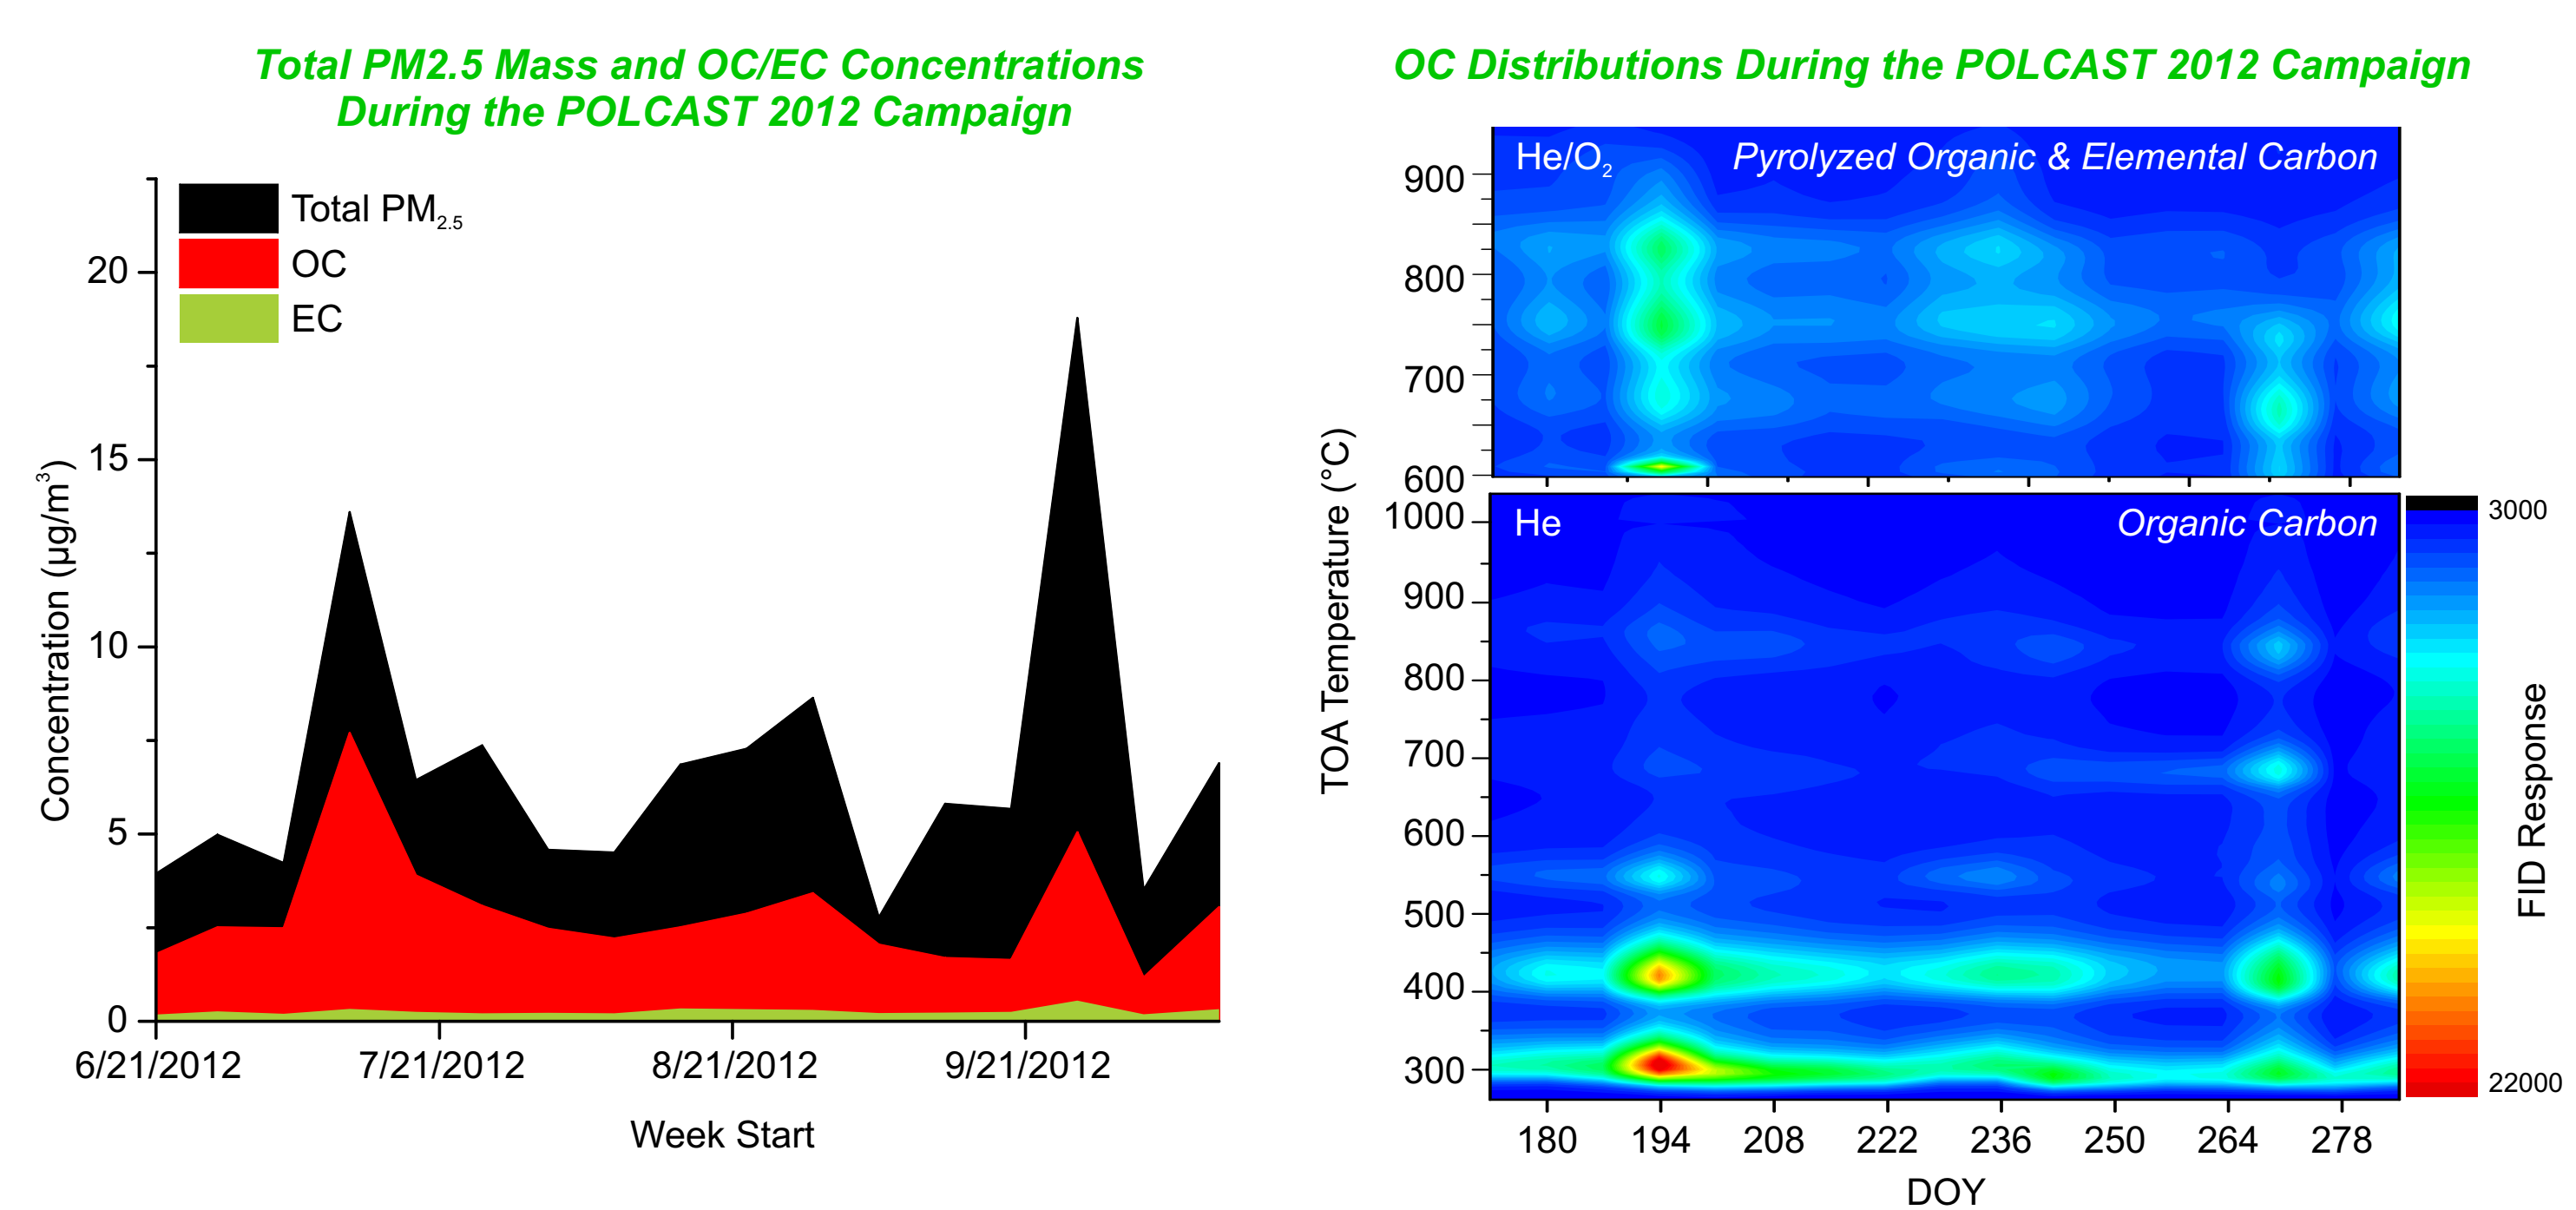 Total PM2.5 Mass and OC/EC Concentrations
During the POLCAST 2012 Campaign
Total PM2.5
OC
EC
Concentration (µg/m³)
20
15
10
5
0
6/21/2012 7/21/2012 8/21/2012 9/21/2012
Week Start
OC Distributions During the POLCAST 2012 Campaign
He/O2 Pyrolyzed Organic & Elemental Carbon
900
800
700
600
TOA Temperature (°C)
He Organic Carbon
1000
900
800
700
600
500
400
300
180 194 208 222 236 250 264 278
DOY
3000
FID Response
22000